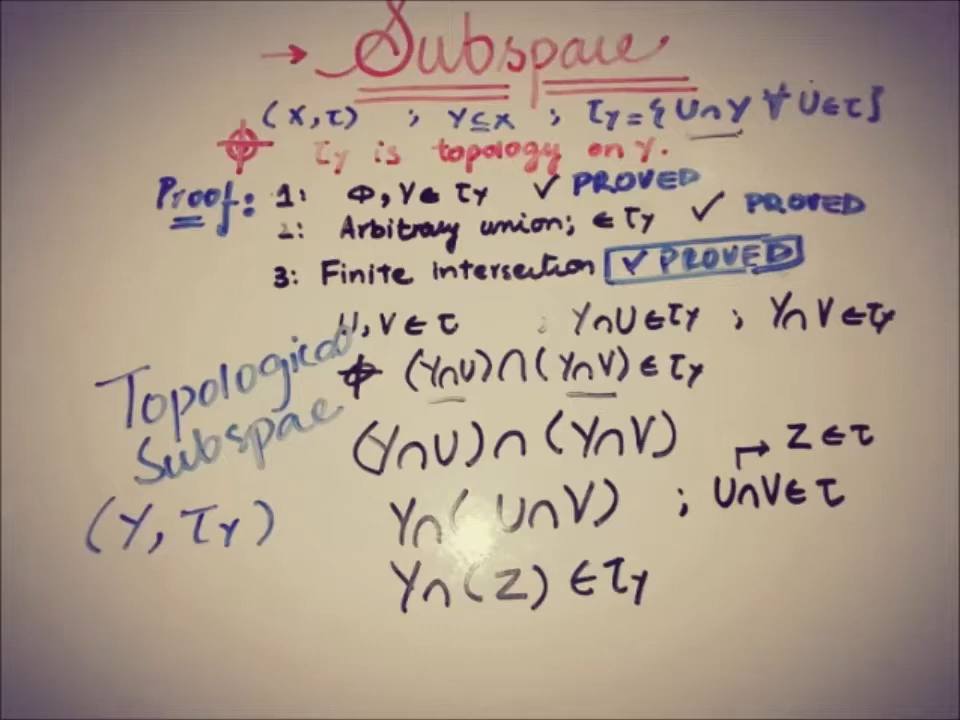 → Subspace
(X,τ) ; Y⊆X ; τY={U∩Y ∀ U∈τ}
τY is topology on Y.
Proof: 1: Φ,Y∈ τY ✓ PROVED
2: Arbitrary union; ∈ τY ✓ PROVED
3: Finite intersection ✓ PROVED
U,V∈τ ; Y∩U∈τY ; Y∩V∈τY
(Y∩U)∩(Y∩V)∈τY
Topological
Subspac
(Y∩U)∩(Y∩V) ↱ Z∈τ
(Y, τY) Y∩(U∩V) ; U∩V∈τ
Y∩(Z)∈τY